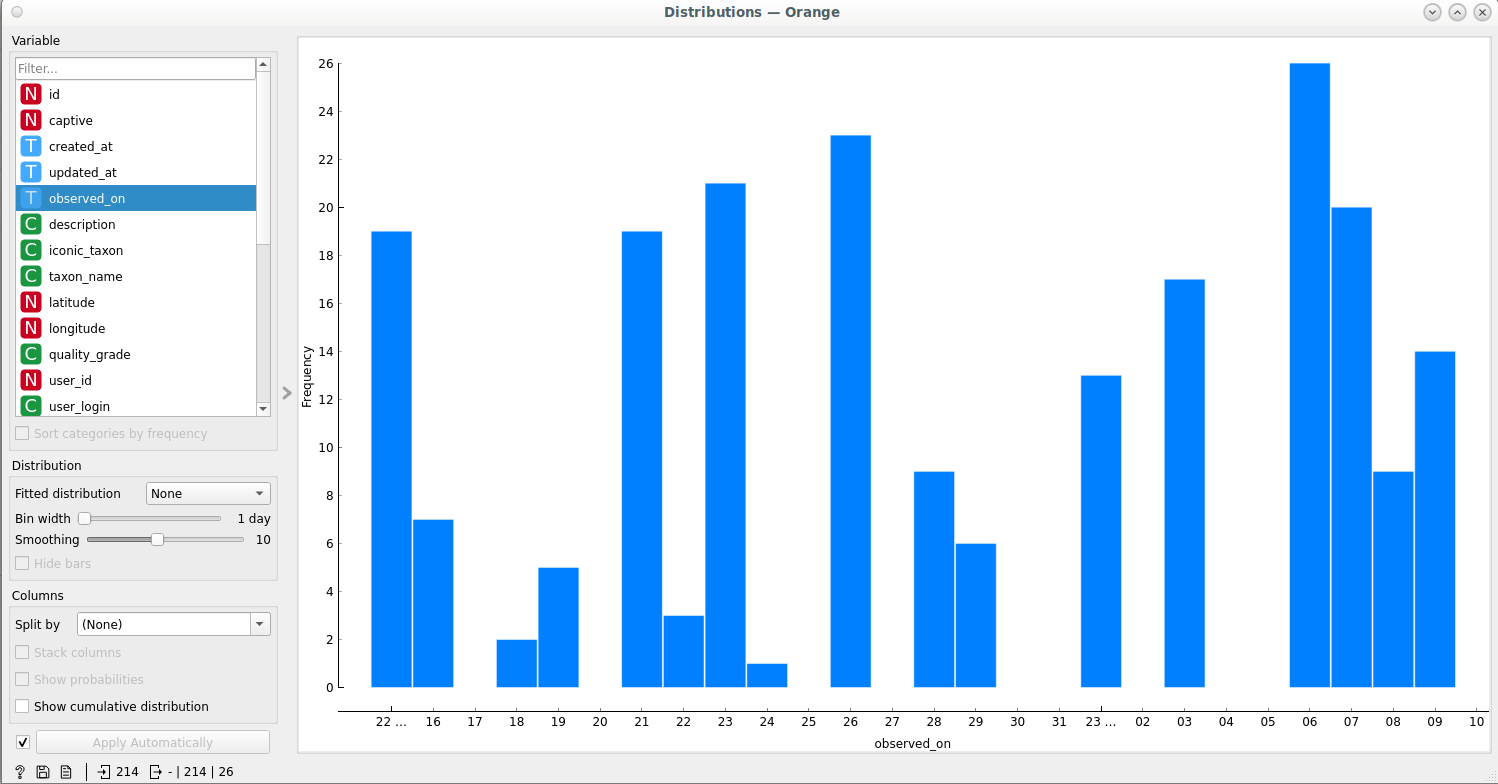 Distributions — Orange
Variable
Filter...
N id
N captive
T created_at
T updated_at
T observed_on
C description
C iconic_taxon
C taxon_name
N latitude
N longitude
C quality_grade
N user_id
C user_login
Sort categories by frequency
Distribution
Fitted distribution None
Bin width 1 day
Smoothing 10
Hide bars
Columns
Split by (None)
Stack columns
Show probabilities
Show cumulative distribution
Apply Automatically
? 214 - | 214 | 26
26
24
22
20
18
16
14
12
10
8
6
4
2
0
Frequency
22 ... 16 17 18 19 20 21 22 23 24 25 26 27 28 29 30 31 23 ... 02 03 04 05 06 07 08 09 10
observed_on